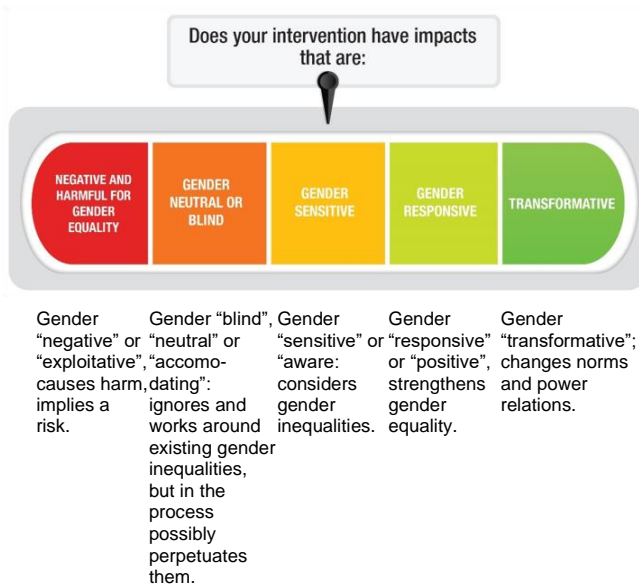 Does your intervention have impacts
that are:
NEGATIVE AND
HARMFUL FOR
GENDER
EQUALITY
GENDER
NEUTRAL OR
BLIND
GENDER
SENSITIVE
GENDER
RESPONSIVE
TRANSFORMATIVE
Gender
“negative” or
“exploitative”,
causes harm,
implies a
risk.
Gender “blind”,
“neutral” or
“accomo-
dating”:
ignores and
works around
existing gender
inequalities,
but in the
process
possibly
perpetuates
them.
Gender
“sensitive” or
“aware:
considers
gender
inequalities.
Gender
“responsive”
or “positive”,
strengthens
gender
equality.
Gender
“transformative”;
changes norms
and power
relations.